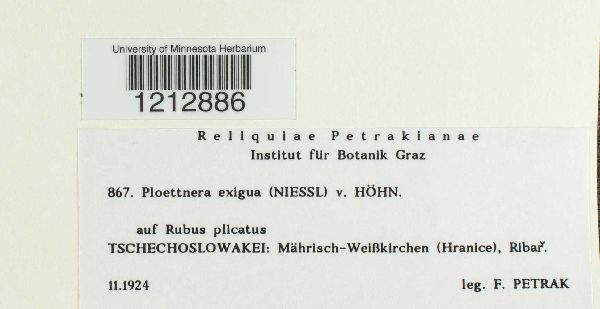 University of Minnesota Herbarium
1212886
Reliquiae Petrakianae
Institut für Botanik Graz
867. Ploettnera exigua (NIESSL) v. HÖHN.
auf Rubus plicatus
TSCHECHOSLOWAKEI: Mährisch-Weißkirchen (Hranice), Ribař.
11.1924 leg. F. PETRAK